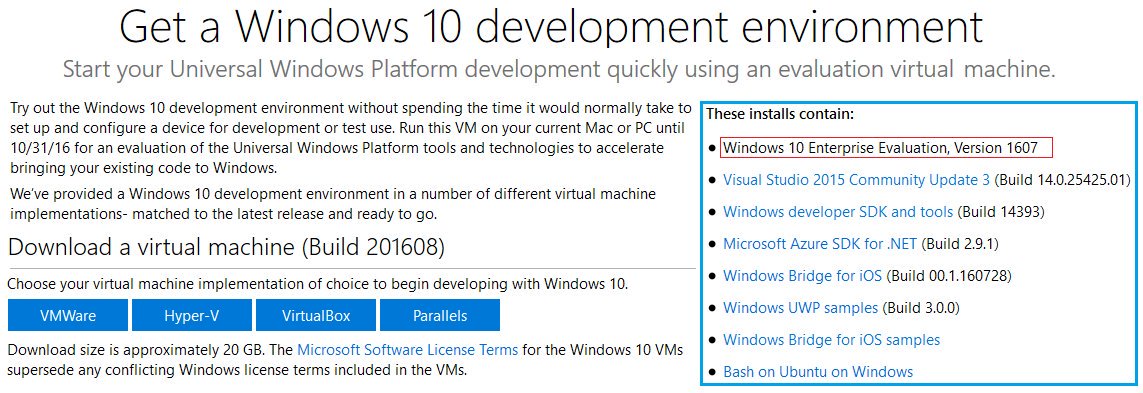 Get a Windows 10 development environment
Start your Universal Windows Platform development quickly using an evaluation virtual machine.
Try out the Windows 10 development environment without spending the time it would normally take to
set up and configure a device for development or test use. Run this VM on your current Mac or PC until
10/31/16 for an evaluation of the Universal Windows Platform tools and technologies to accelerate
bringing your existing code to Windows.
We've provided a Windows 10 development environment in a number of different virtual machine
implementations- matched to the latest release and ready to go.
Download a virtual machine (Build 201608)
Choose your virtual machine implementation of choice to begin developing with Windows 10.
VMWare
Hyper-V
VirtualBox
Parallels
Download size is approximately 20 GB. The Microsoft Software License Terms for the Windows 10 VMs
supersede any conflicting Windows license terms included in the VMs.
These installs contain:
• Windows 10 Enterprise Evaluation, Version 1607
• Visual Studio 2015 Community Update 3 (Build 14.0.25425.01)
• Windows developer SDK and tools (Build 14393)
• Microsoft Azure SDK for .NET (Build 2.9.1)
• Windows Bridge for iOS (Build 00.1.160728)
• Windows UWP samples (Build 3.0.0)
• Windows Bridge for iOS samples
• Bash on Ubuntu on Windows